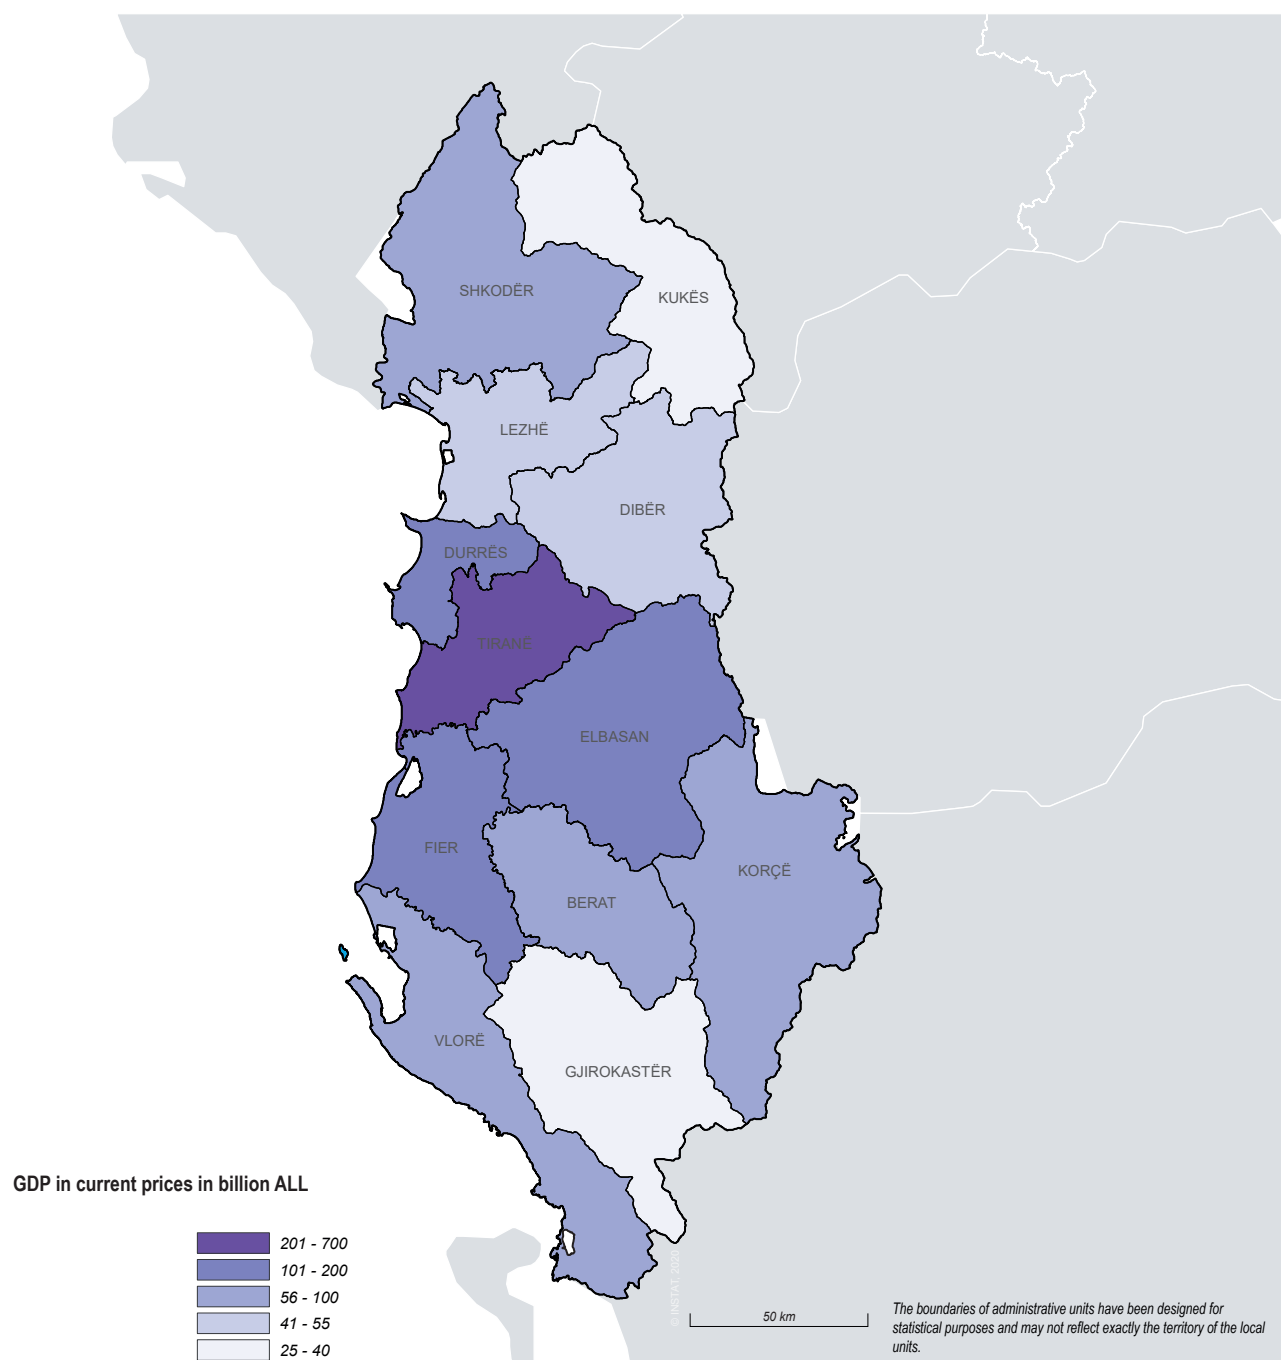 SHKODËR
KUKËS
LEZHË
DIBËR
DURRËS
TIRANË
ELBASAN
FIER
KORÇË
BERAT
VLORË
GJIROKASTËR
GDP in current prices in billion ALL
201 - 700
101 - 200
56 - 100
41 - 55
25 - 40
© INSTAT, 2020
50 km
The boundaries of administrative units have been designed for
statistical purposes and may not reflect exactly the territory of the local
units.